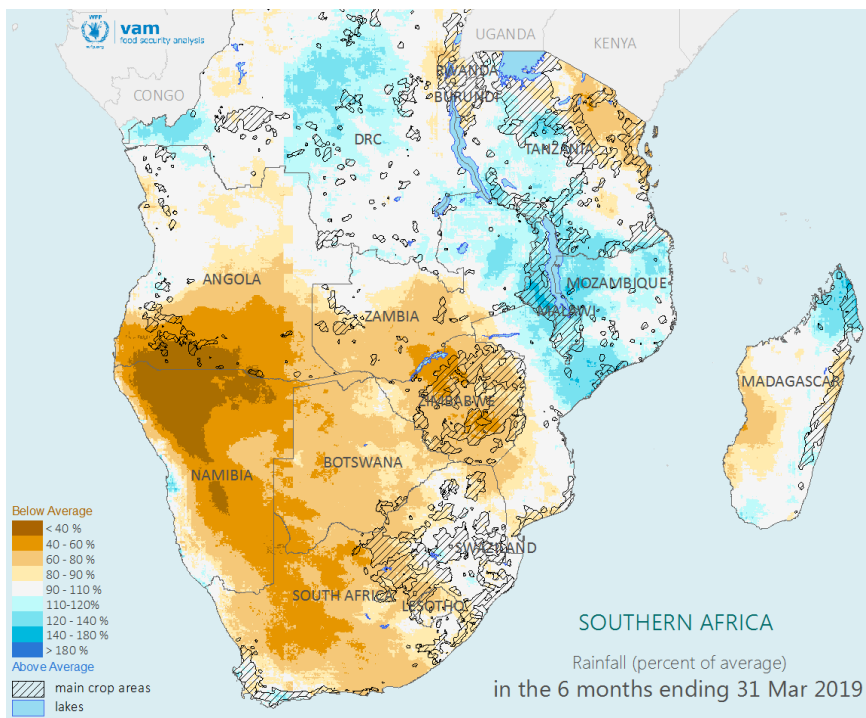 WFP
vam
food security analysis
wfp.org
UGANDA
KENYA
RWANDA
BURUNDI
CONGO
DRC
TANZANIA
ANGOLA
ZAMBIA
MOZAMBIQUE
MALAWI
MADAGASCAR
ZIMBABWE
BOTSWANA
NAMIBIA
SWAZILAND
SOUTH AFRICA
LESOTHO
Below Average
< 40 %
40 - 60 %
60 - 80 %
80 - 90 %
90 - 110 %
110-120%
120 - 140 %
140 - 180 %
> 180 %
Above Average
main crop areas
lakes
SOUTHERN AFRICA
Rainfall (percent of average)
in the 6 months ending 31 Mar 2019